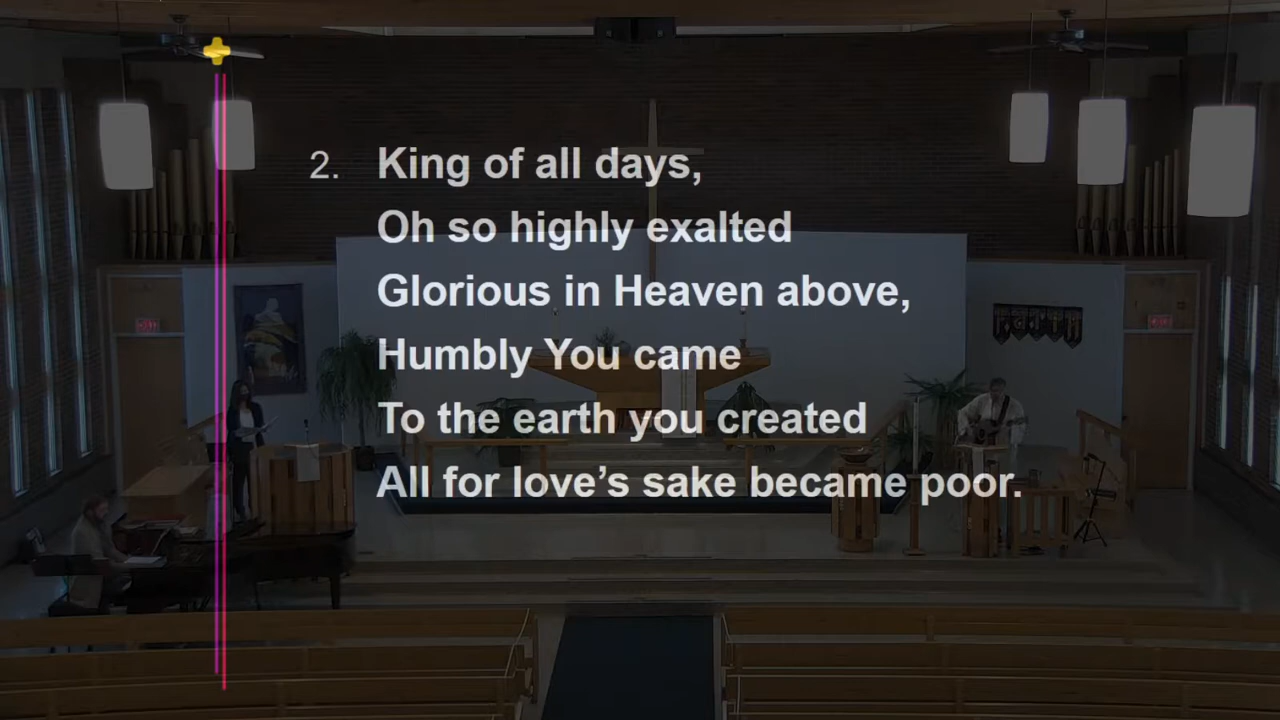 2. King of all days,
Oh so highly exalted
Glorious in Heaven above,
Humbly You came
To the earth you created
All for love’s sake became poor.